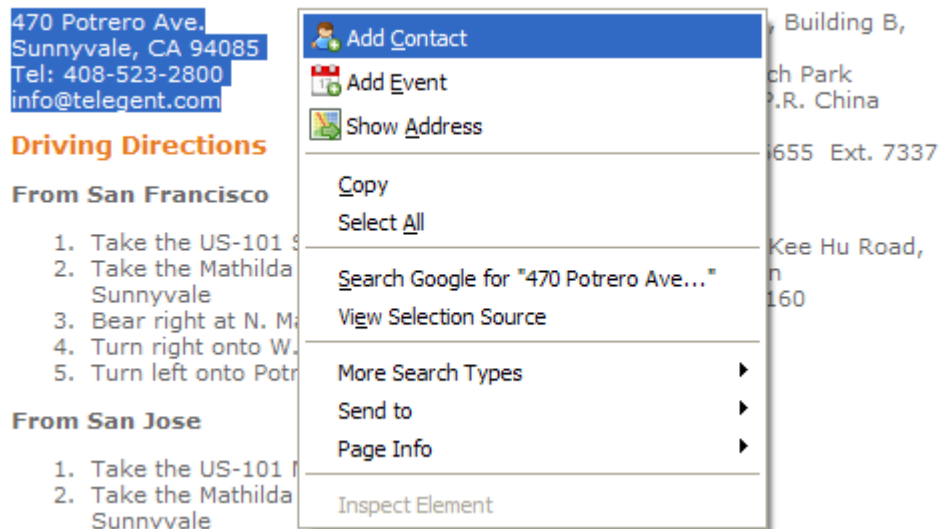 470 Potrero Ave.
Sunnyvale, CA 94085
Tel: 408-523-2800
info@telegent.com
Driving Directions
From San Francisco
1. Take the US-101
2. Take the Mathilda
Sunnyvale
3. Bear right at N.
4. Turn right onto W.
5. Turn left onto
From San Jose
1. Take the US-101
2. Take the Mathilda
Sunnyvale
Add Contact
Add Event
Show Address
Copy
Select All
Search Google for "470 Potrero Ave..."
View Selection Source
More Search Types
Send to
Page Info
Inspect Element
, Building B,
ch Park
P.R. China
655 Ext. 7337
Kee Hu Road,
n
160